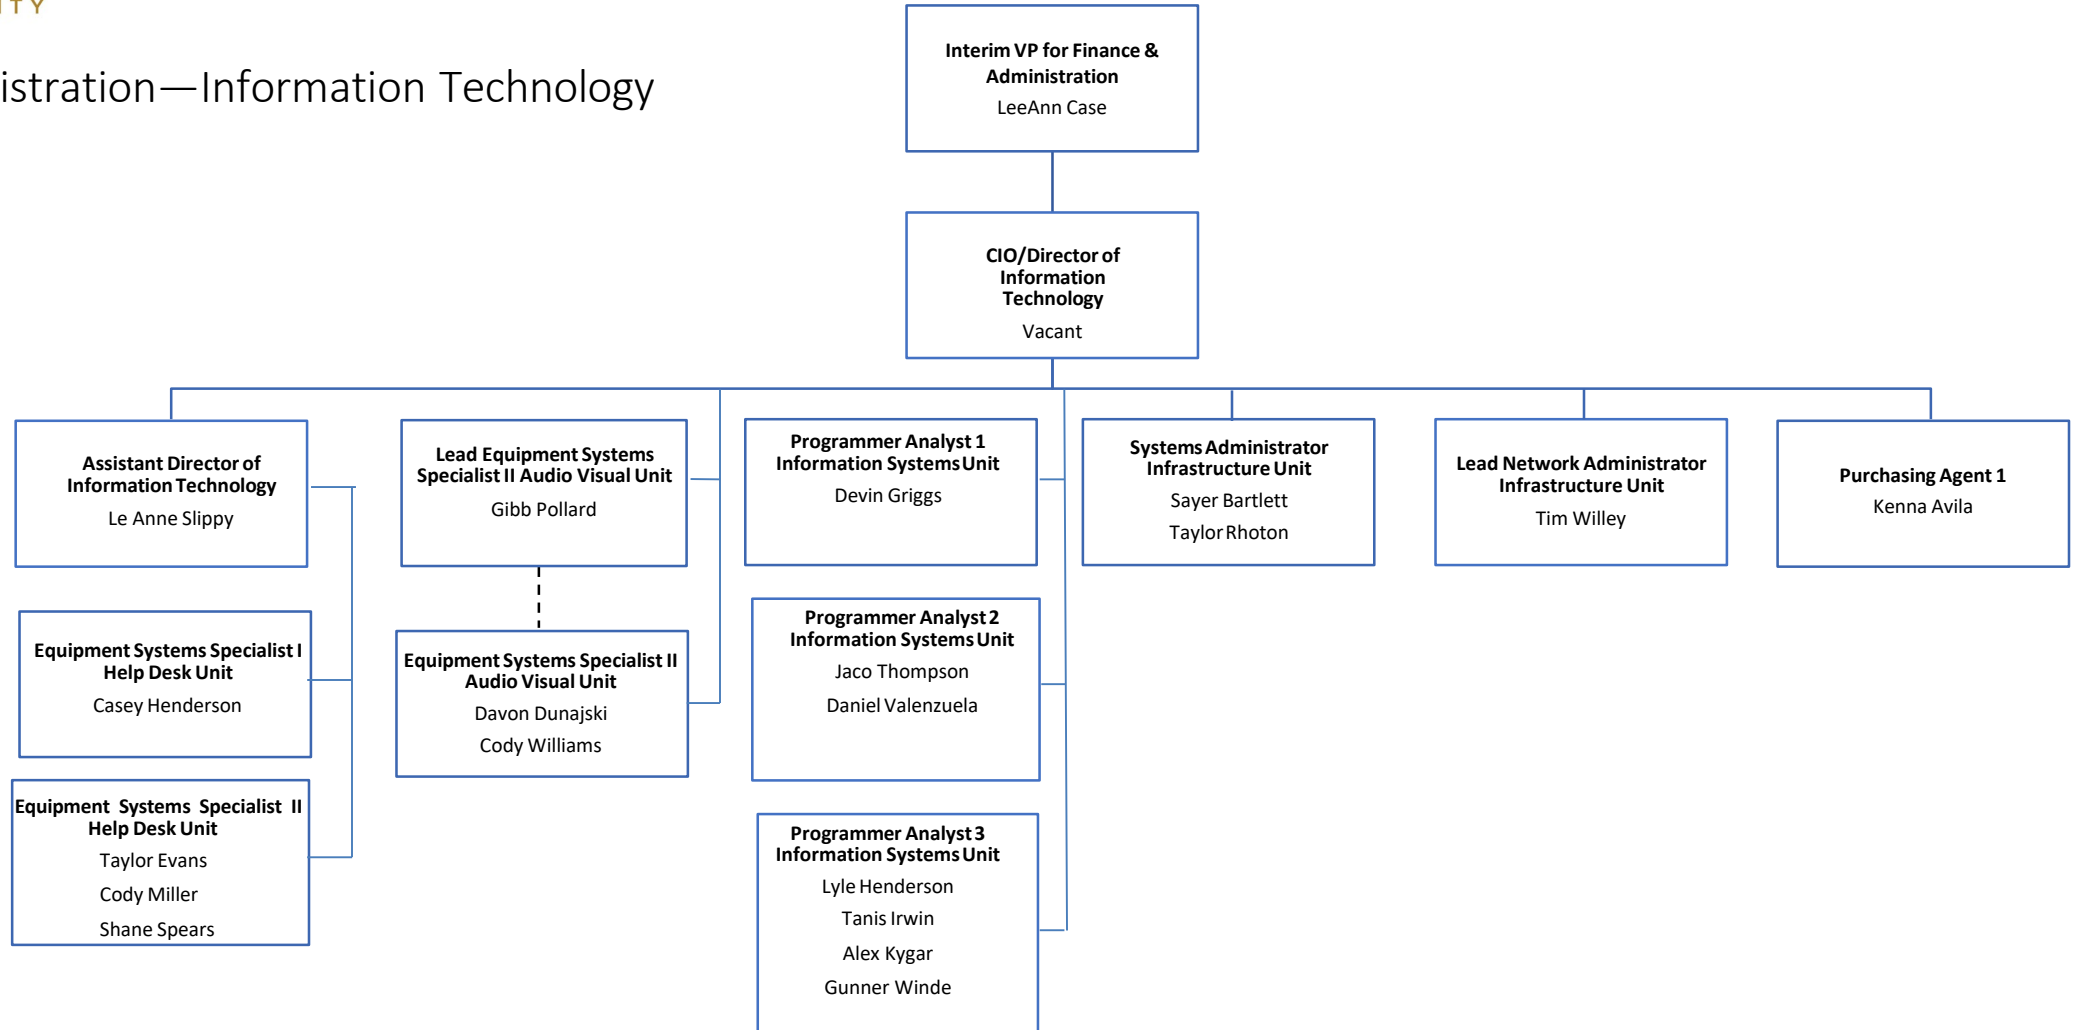 ITY
istration—Information Technology
Interim VP for Finance &
Administration
LeeAnn Case
CIO/Director of
Information
Technology
Vacant
Assistant Director of
Information Technology
Le Anne Slippy
Lead Equipment Systems
Specialist II Audio Visual Unit
Gibb Pollard
Programmer Analyst 1
Information Systems Unit
Devin Griggs
Systems Administrator
Infrastructure Unit
Sayer Bartlett
Taylor Rhoton
Lead Network Administrator
Infrastructure Unit
Tim Willey
Purchasing Agent 1
Kenna Avila
Equipment Systems Specialist I
Help Desk Unit
Casey Henderson
Equipment Systems Specialist II
Audio Visual Unit
Davon Dunajski
Cody Williams
Programmer Analyst 2
Information Systems Unit
Jaco Thompson
Daniel Valenzuela
Equipment Systems Specialist II
Help Desk Unit
Taylor Evans
Cody Miller
Shane Spears
Programmer Analyst 3
Information Systems Unit
Lyle Henderson
Tanis Irwin
Alex Kygar
Gunner Winde